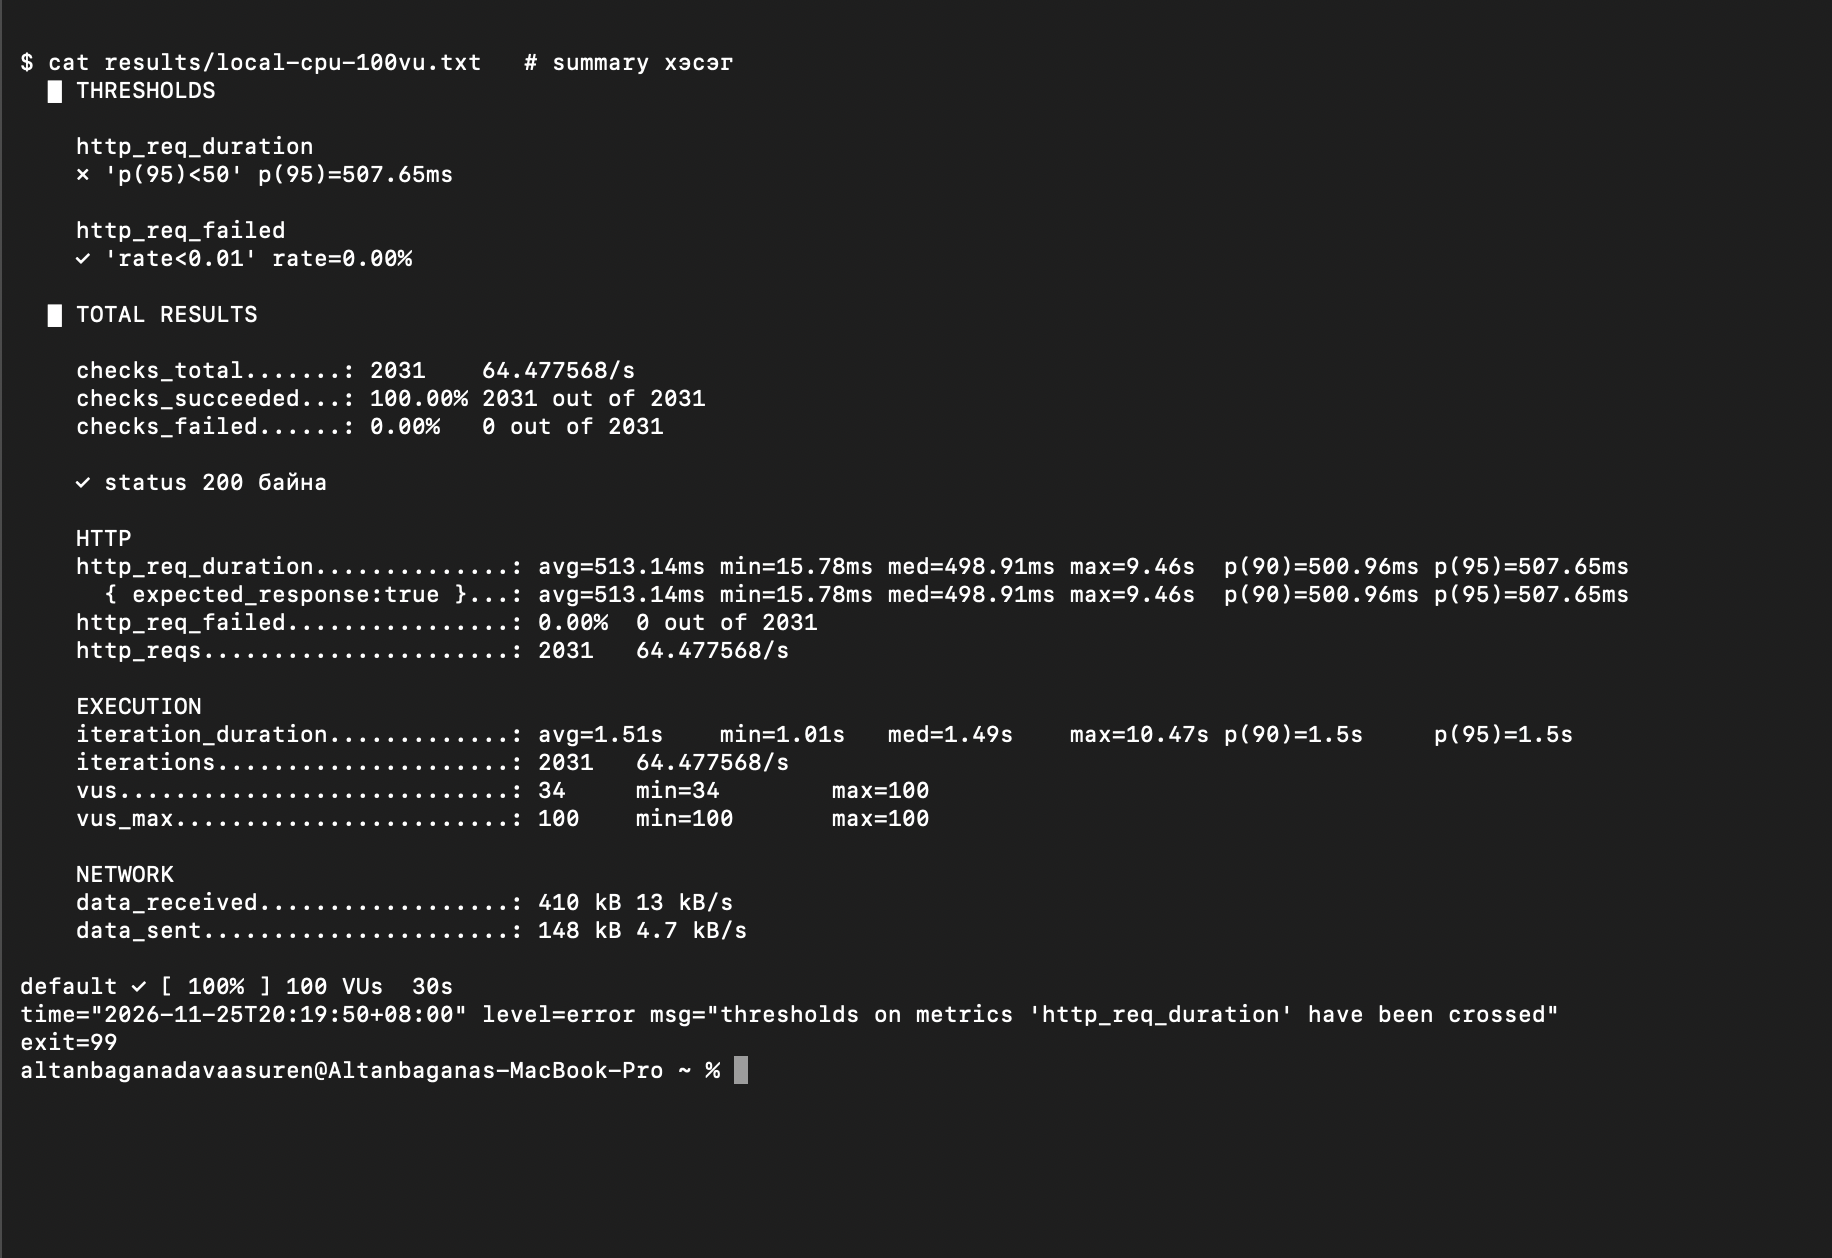 $ cat results/local-cpu-100vu.txt   # summary хэсэг
█ THRESHOLDS
http_req_duration
✗ 'p(95)<50' p(95)=507.65ms
http_req_failed
✓ 'rate<0.01' rate=0.00%
█ TOTAL RESULTS
checks_total.......: 2031    64.477568/s
checks_succeeded...: 100.00% 2031 out of 2031
checks_failed......: 0.00%   0 out of 2031
✓ status 200 байна
HTTP
http_req_duration..............: avg=513.14ms min=15.78ms med=498.91ms max=9.46s  p(90)=500.96ms p(95)=507.65ms
{ expected_response:true }...: avg=513.14ms min=15.78ms med=498.91ms max=9.46s  p(90)=500.96ms p(95)=507.65ms
http_req_failed................: 0.00%  0 out of 2031
http_reqs......................: 2031   64.477568/s
EXECUTION
iteration_duration.............: avg=1.51s    min=1.01s   med=1.49s    max=10.47s p(90)=1.5s     p(95)=1.5s
iterations.....................: 2031   64.477568/s
vus............................: 34     min=34        max=100
vus_max........................: 100    min=100       max=100
NETWORK
data_received..................: 410 kB 13 kB/s
data_sent......................: 148 kB 4.7 kB/s
default ✓ [ 100% ] 100 VUs  30s
time="2026-11-25T20:19:50+08:00" level=error msg="thresholds on metrics 'http_req_duration' have been crossed"
exit=99
altanbaganadavaasuren@Altanbaganas-MacBook-Pro ~ %